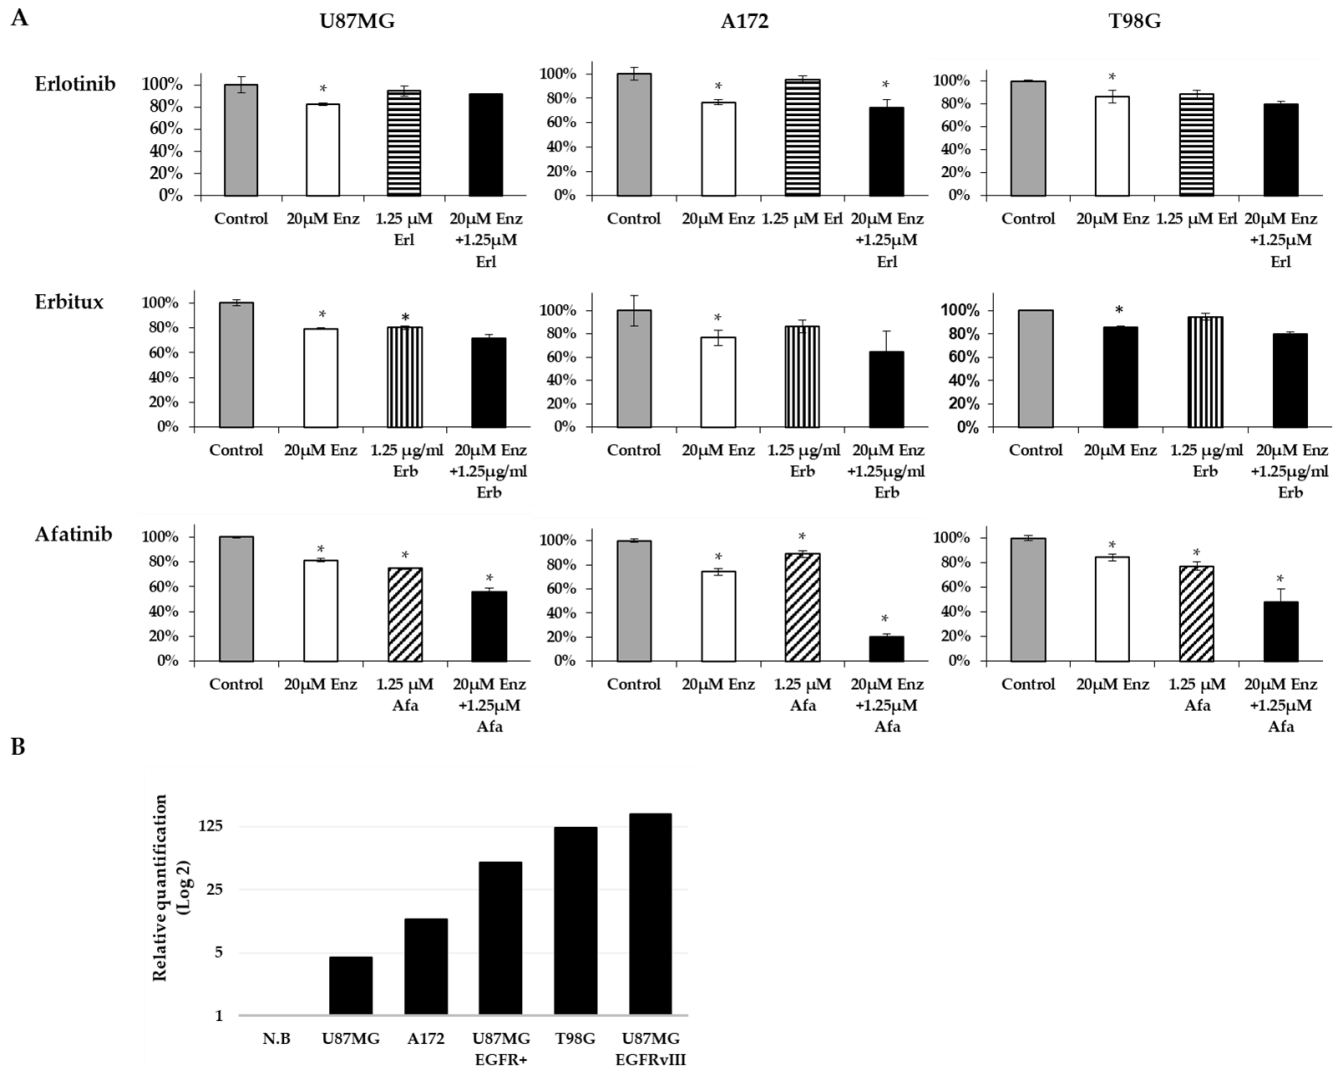 A
U87MG
A172
T98G
Erlotinib
100%
80%
60%
40%
20%
0%
*
Control
20µM Enz
1.25 µM
Erl
20µM Enz
+1.25µM
Erl
100%
80%
60%
40%
20%
0%
*
*
Control
20µM Enz
1.25 µM Erl
20µM Enz
+1.25µM
Erl
100%
80%
60%
40%
20%
0%
*
Control
20µM Enz
1.25 µM Erl
20µM Enz
+1.25µM
Erl
Erbitux
100%
80%
60%
40%
20%
0%
*
*
Control
20µM Enz
1.25 µg/ml
Erb
20µM Enz
+1.25µg/ml
Erb
100%
80%
60%
40%
20%
0%
*
Control
20µM Enz
1.25 µg/ml
Erb
20µM Enz
+1.25µg/ml
Erb
100%
80%
60%
40%
20%
0%
*
Control
20µM Enz
1.25 µg/ml
Erb
20µM Enz
+1.25µg/ml
Erb
Afatinib
100%
80%
60%
40%
20%
0%
*
*
*
Control
20µM Enz
1.25 µM
Afa
20µM Enz
+1.25µM
Afa
100%
80%
60%
40%
20%
0%
*
*
*
Control
20µM Enz
1.25 µM
Afa
20µM Enz
+1.25µM
Afa
100%
80%
60%
40%
20%
0%
*
*
*
Control
20µM Enz
1.25 µM
Afa
20µM Enz
+1.25µM
Afa
B
Relative quantification
(Log 2)
125
25
5
1
N.B
U87MG
A172
U87MG
EGFR+
T98G
U87MG
EGFRvIII